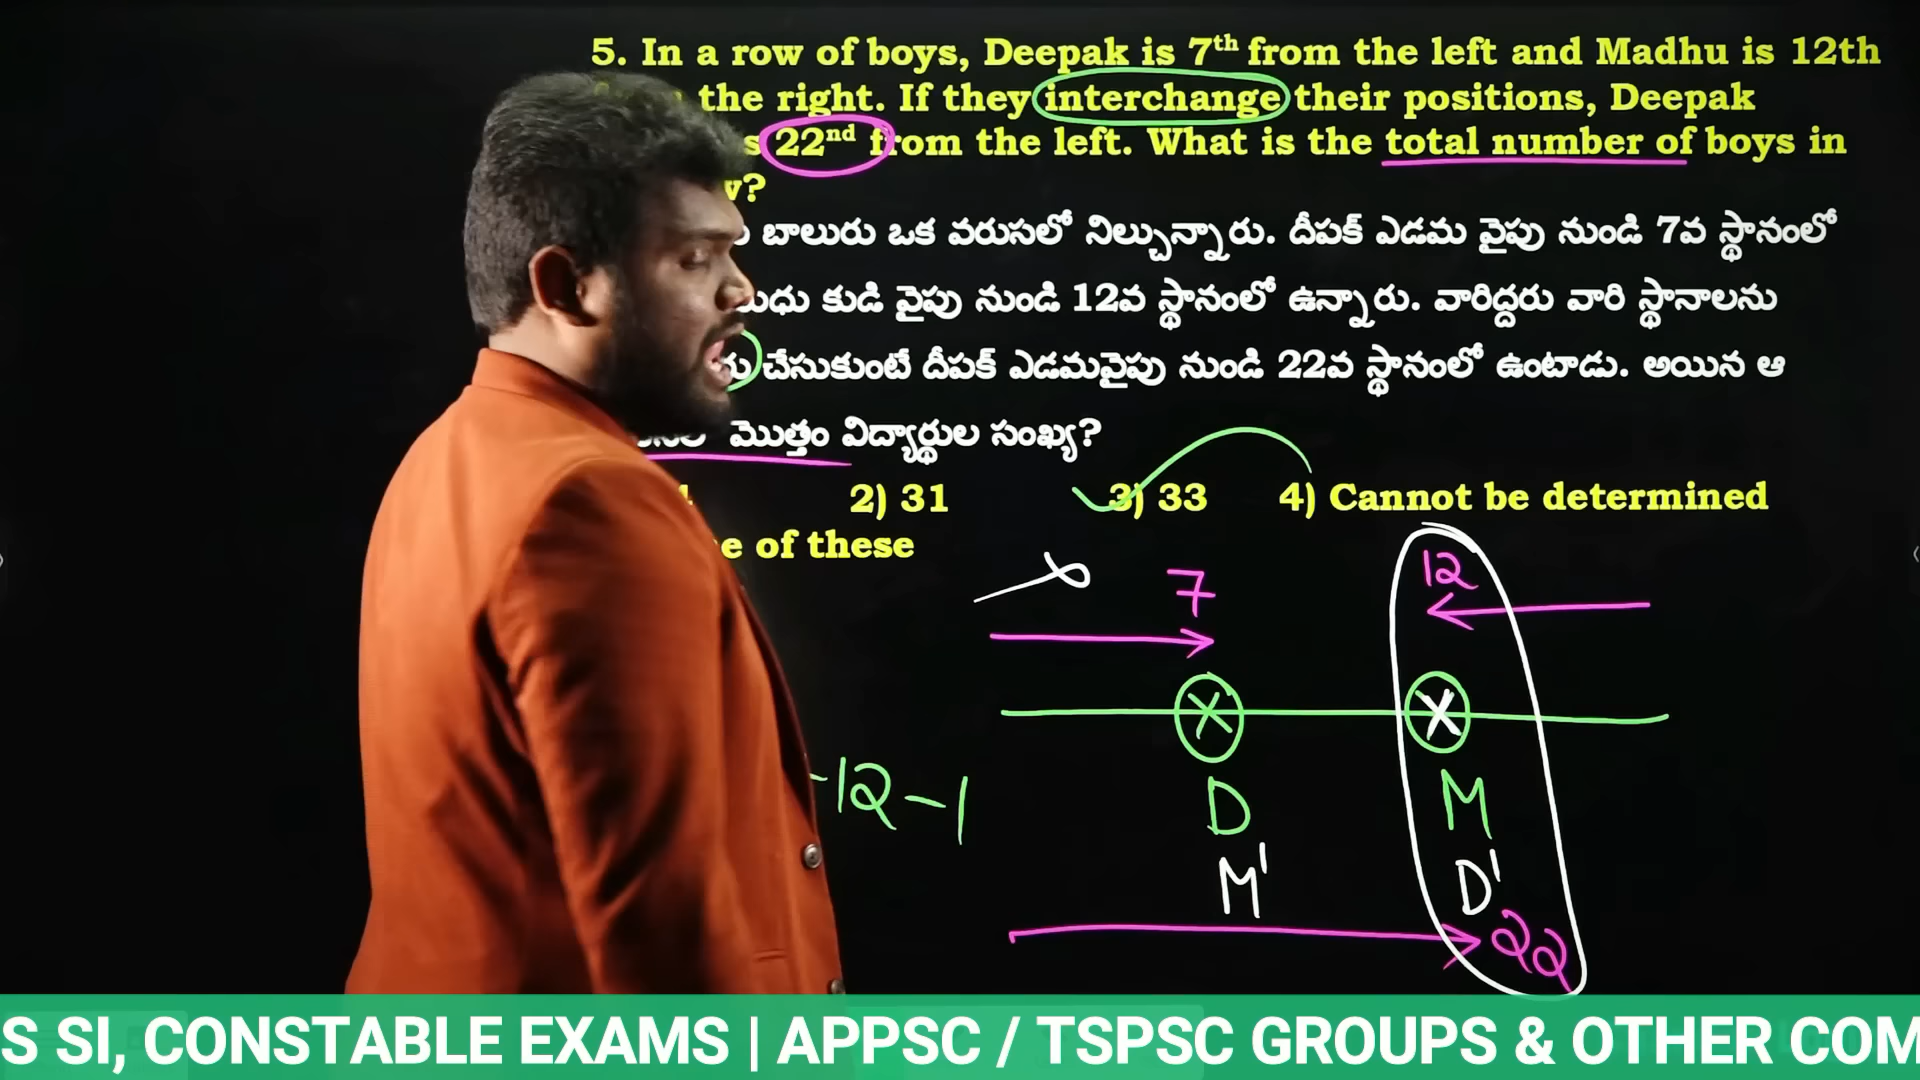 5. In a row of boys, Deepak is 7th from the left and Madhu is 12th
the right. If they interchange their positions, Deepak
s 22nd from the left. What is the total number of boys in
w?
బాలురు ఒక వరుసలో నిల్చున్నారు. దీపక్ ఎడమ వైపు నుండి 7వ స్థానంలో
మధు కుడి వైపు నుండి 12వ స్థానంలో ఉన్నారు. వారిద్దరు వారి స్థానాలను
చేసుకుంటే దీపక్ ఎడమవైపు నుండి 22వ స్థానంలో ఉంటాడు. అయిన ఆ
మొత్తం విద్యార్థుల సంఖ్య?
2) 31 3) 33 4) Cannot be determined
e of these
7 12
X X
-12-1 D M
M' D'
22
S SI, CONSTABLE EXAMS | APPSC / TSPSC GROUPS & OTHER COM